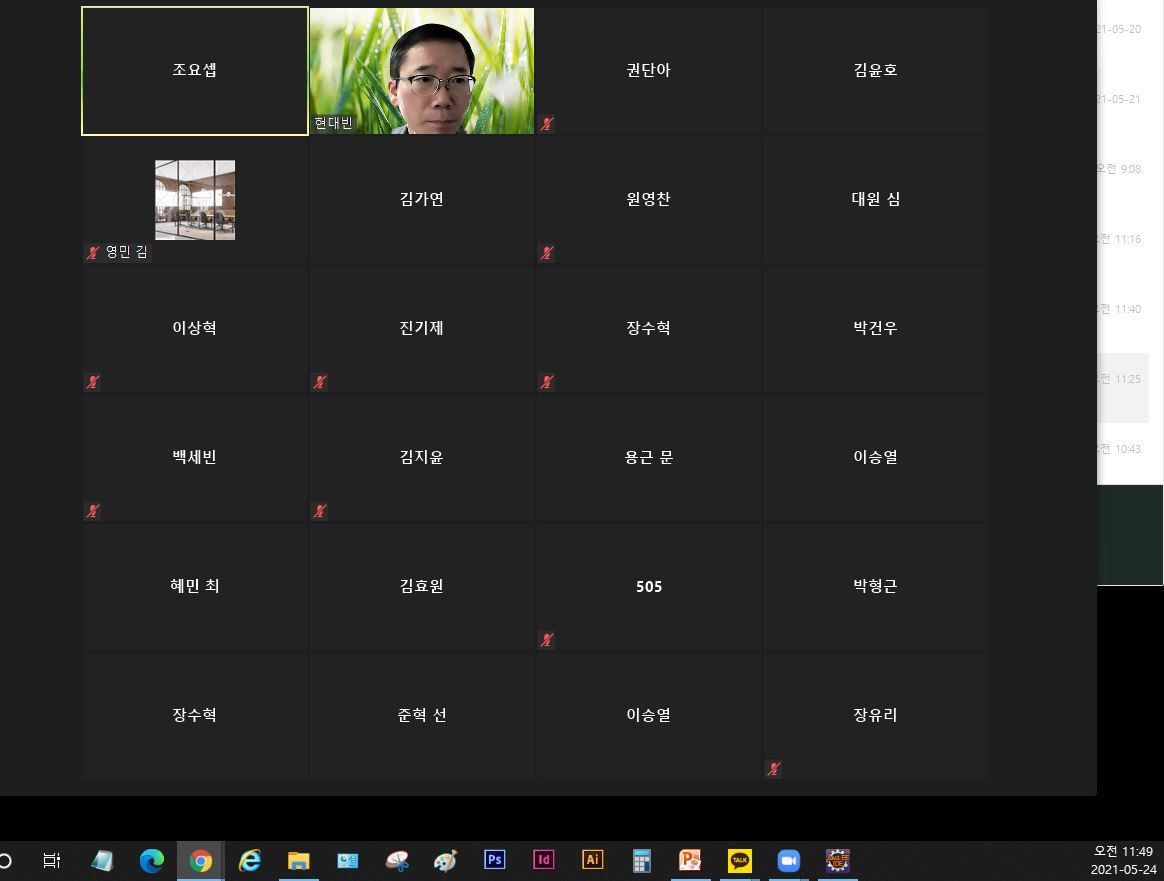 조요셉
현대빈
권단아
김윤호
영민 김
김가연
원영찬
대원 심
이상혁
진기제
장수혁
박건우
백세빈
김지윤
용근 문
이승열
혜민 최
김효원
505
박형근
장수혁
준혁 선
이승열
장유리
21-05-20
21-05-21
오전 9:08
전 11:16
전 11:40
전 11:25
전 10:43
Ps
Id
Ai
TALK
Java EE
IDE
오전 11:49
2021-05-24